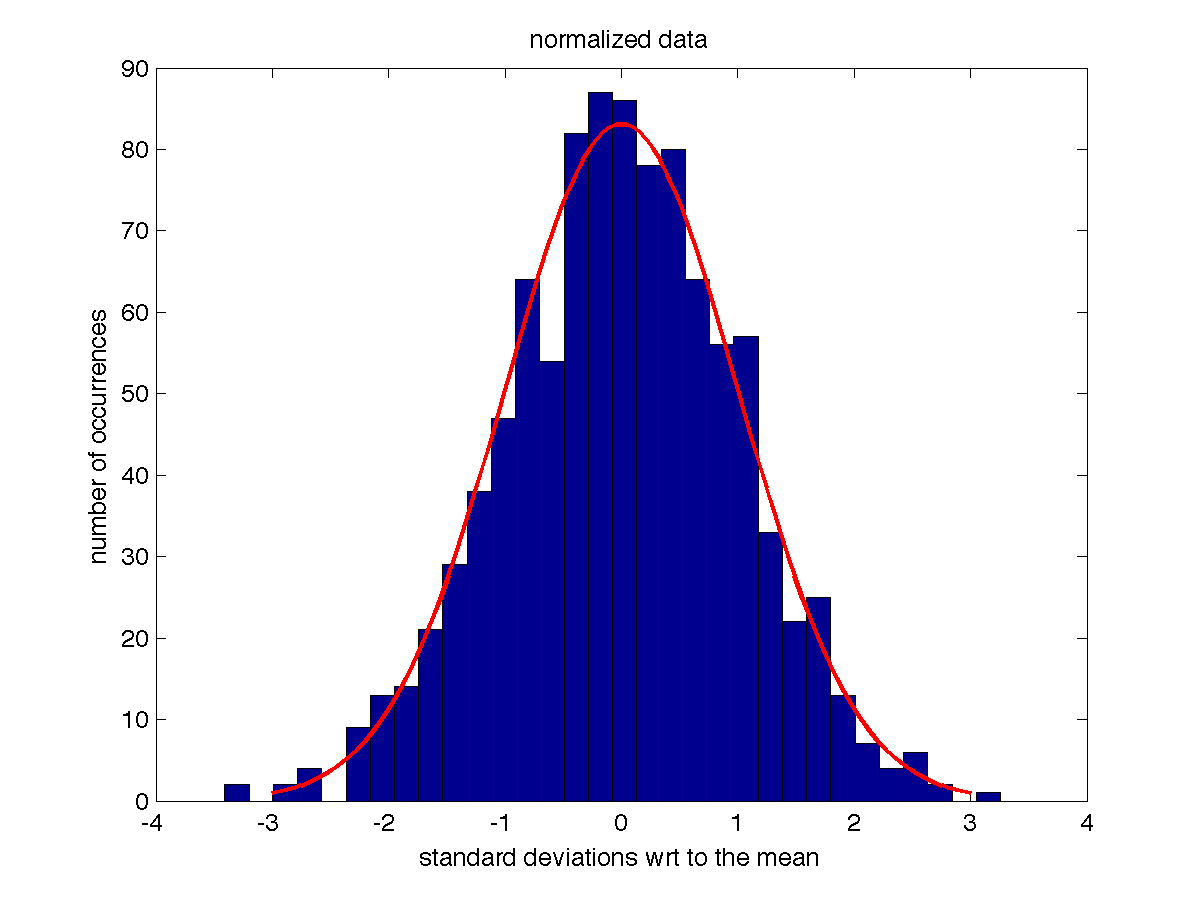 normalized data
number of occurrences
90
80
70
60
50
40
30
20
10
0
-4 -3 -2 -1 0 1 2 3 4
standard deviations wrt to the mean